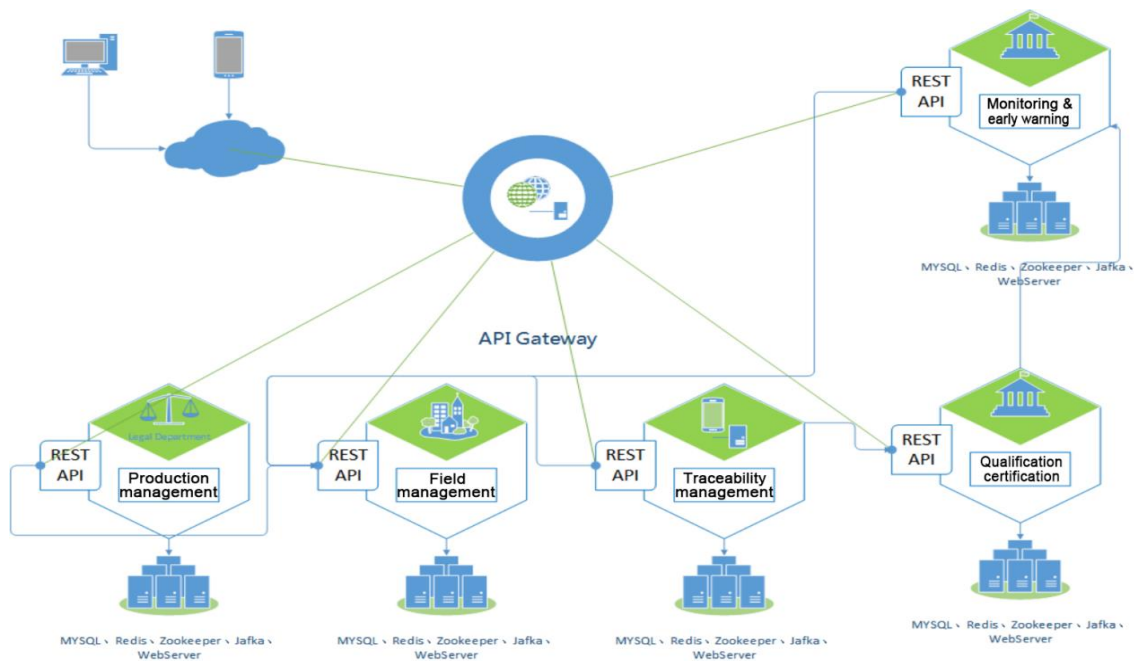 REST
API
Monitoring &
early warning
MYSQL、Redis、Zookeeper、Jafka、
WebServer
API Gateway
Legal Department
REST
API
Production
management
REST
API
Field
management
REST
API
Traceability
management
REST
API
Qualification
certification
MYSQL、Redis、Zookeeper、Jafka、
WebServer
MYSQL、Redis、Zookeeper、Jafka、
WebServer
MYSQL、Redis、Zookeeper、Jafka、
WebServer
MYSQL、Redis、Zookeeper、Jafka、
WebServer